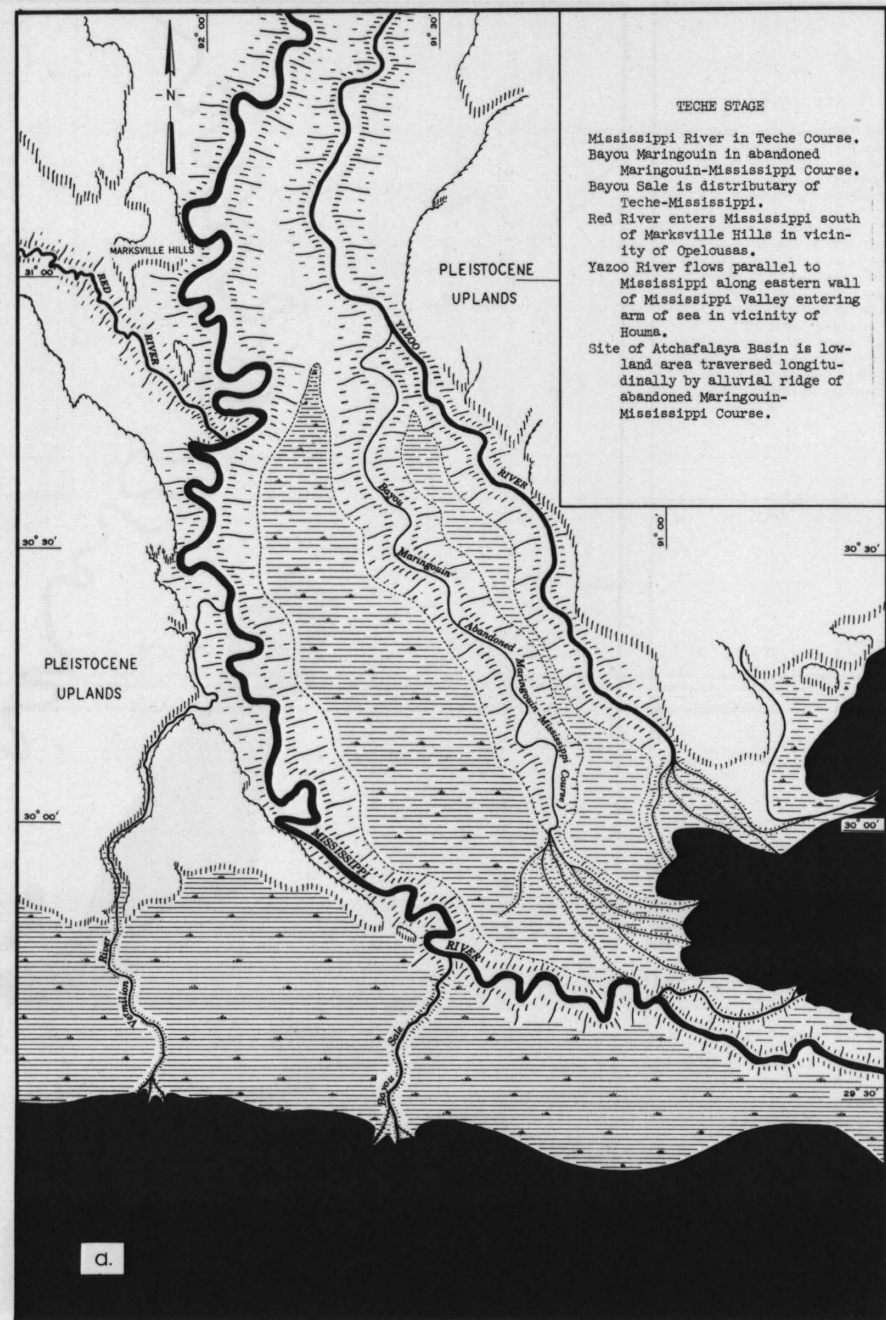 92° 00'
91° 30'
N
TECHE STAGE
Mississippi River in Teche Course.
Bayou Maringouin in abandoned
Maringouin-Mississippi Course.
Bayou Sale is distributary of
Teche-Mississippi.
Red River enters Mississippi south
of Marksville Hills in vicin-
ity of Opelousas.
Yazoo River flows parallel to
Mississippi along eastern wall
of Mississippi Valley entering
arm of sea in vicinity of
Houma.
Site of Atchafalaya Basin is low-
land area traversed longitu-
dinally by alluvial ridge of
abandoned Maringouin-
Mississippi Course.
MARKSVILLE HILLS
31° 00'
RED
RIVER
PLEISTOCENE
UPLANDS
YAZOO
RIVER
91° 00'
30° 30'
30° 30'
Bayou
Maringouin
Abandoned
Maringouin-Mississippi
Course
PLEISTOCENE
UPLANDS
30° 00'
30° 00'
MISSISSIPPI
RIVER
Vermilion
River
Bayou
Sale
29° 30'
a.